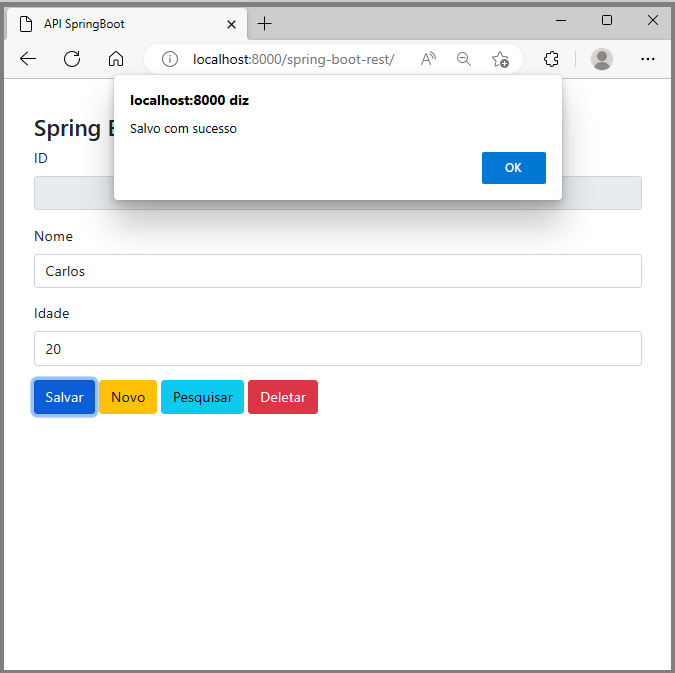 API SpringBoot
localhost:8000/spring-boot-rest/
localhost:8000 diz
Salvo com sucesso
OK
Spring
ID
Nome
Carlos
Idade
20
Salvar Novo Pesquisar Deletar